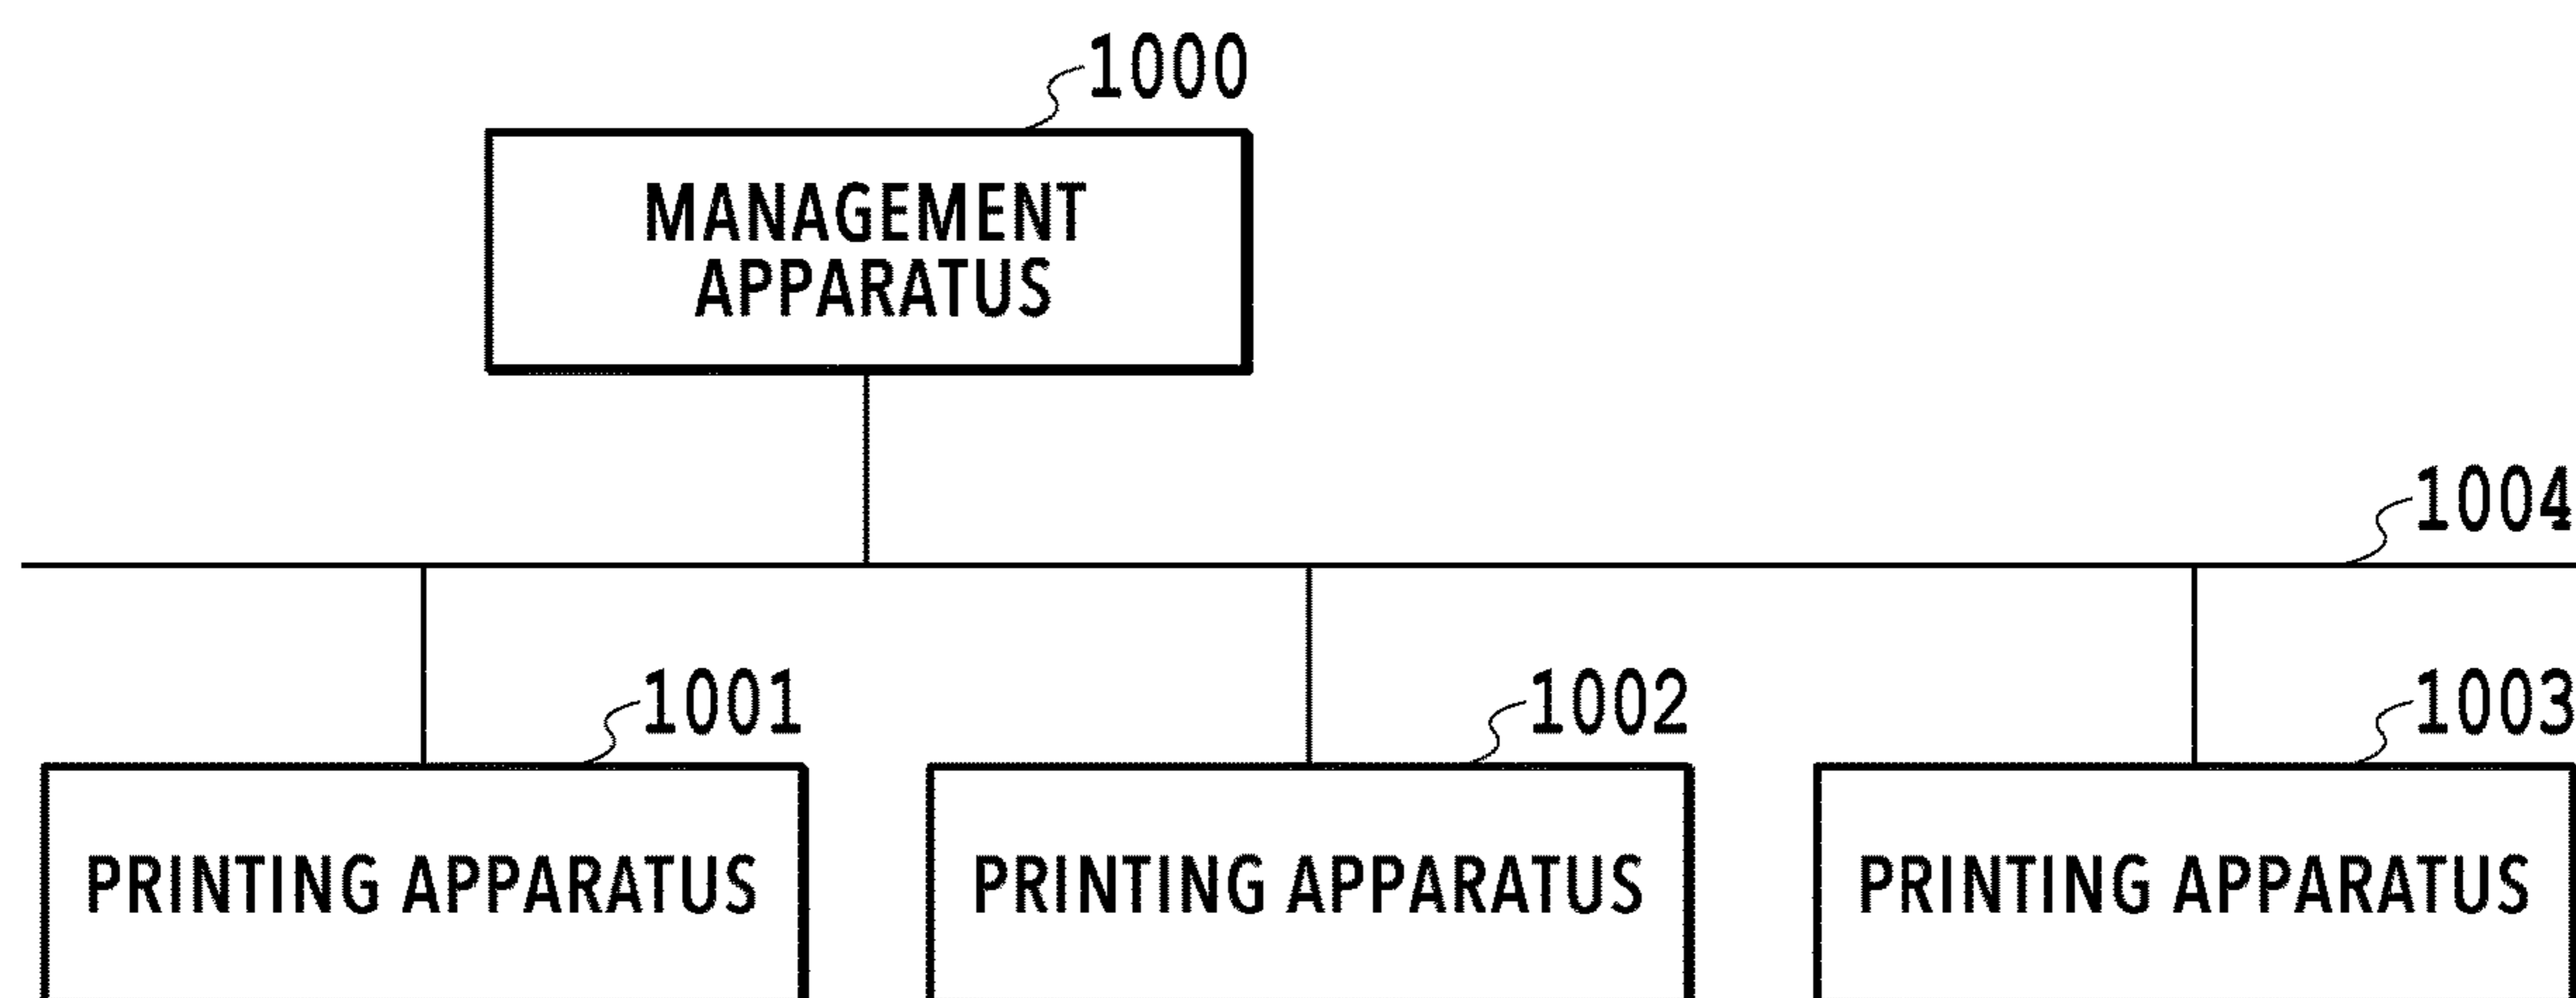 1000
MANAGEMENT
APPARATUS
1004
1001
1002
1003
PRINTING APPARATUS
PRINTING APPARATUS
PRINTING APPARATUS